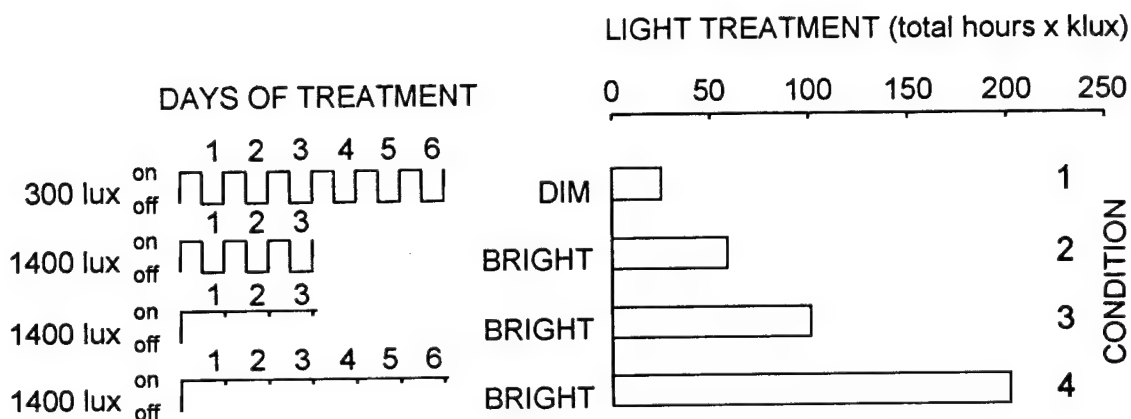 LIGHT TREATMENT (total hours x klux)
0 50 100 150 200 250
DAYS OF TREATMENT
1 2 3 4 5 6
300 lux on off
DIM
1
1 2 3
1400 lux on off
BRIGHT
2
1 2 3
1400 lux on off
BRIGHT
3
1 2 3 4 5 6
1400 lux on off
BRIGHT
4
CONDITION